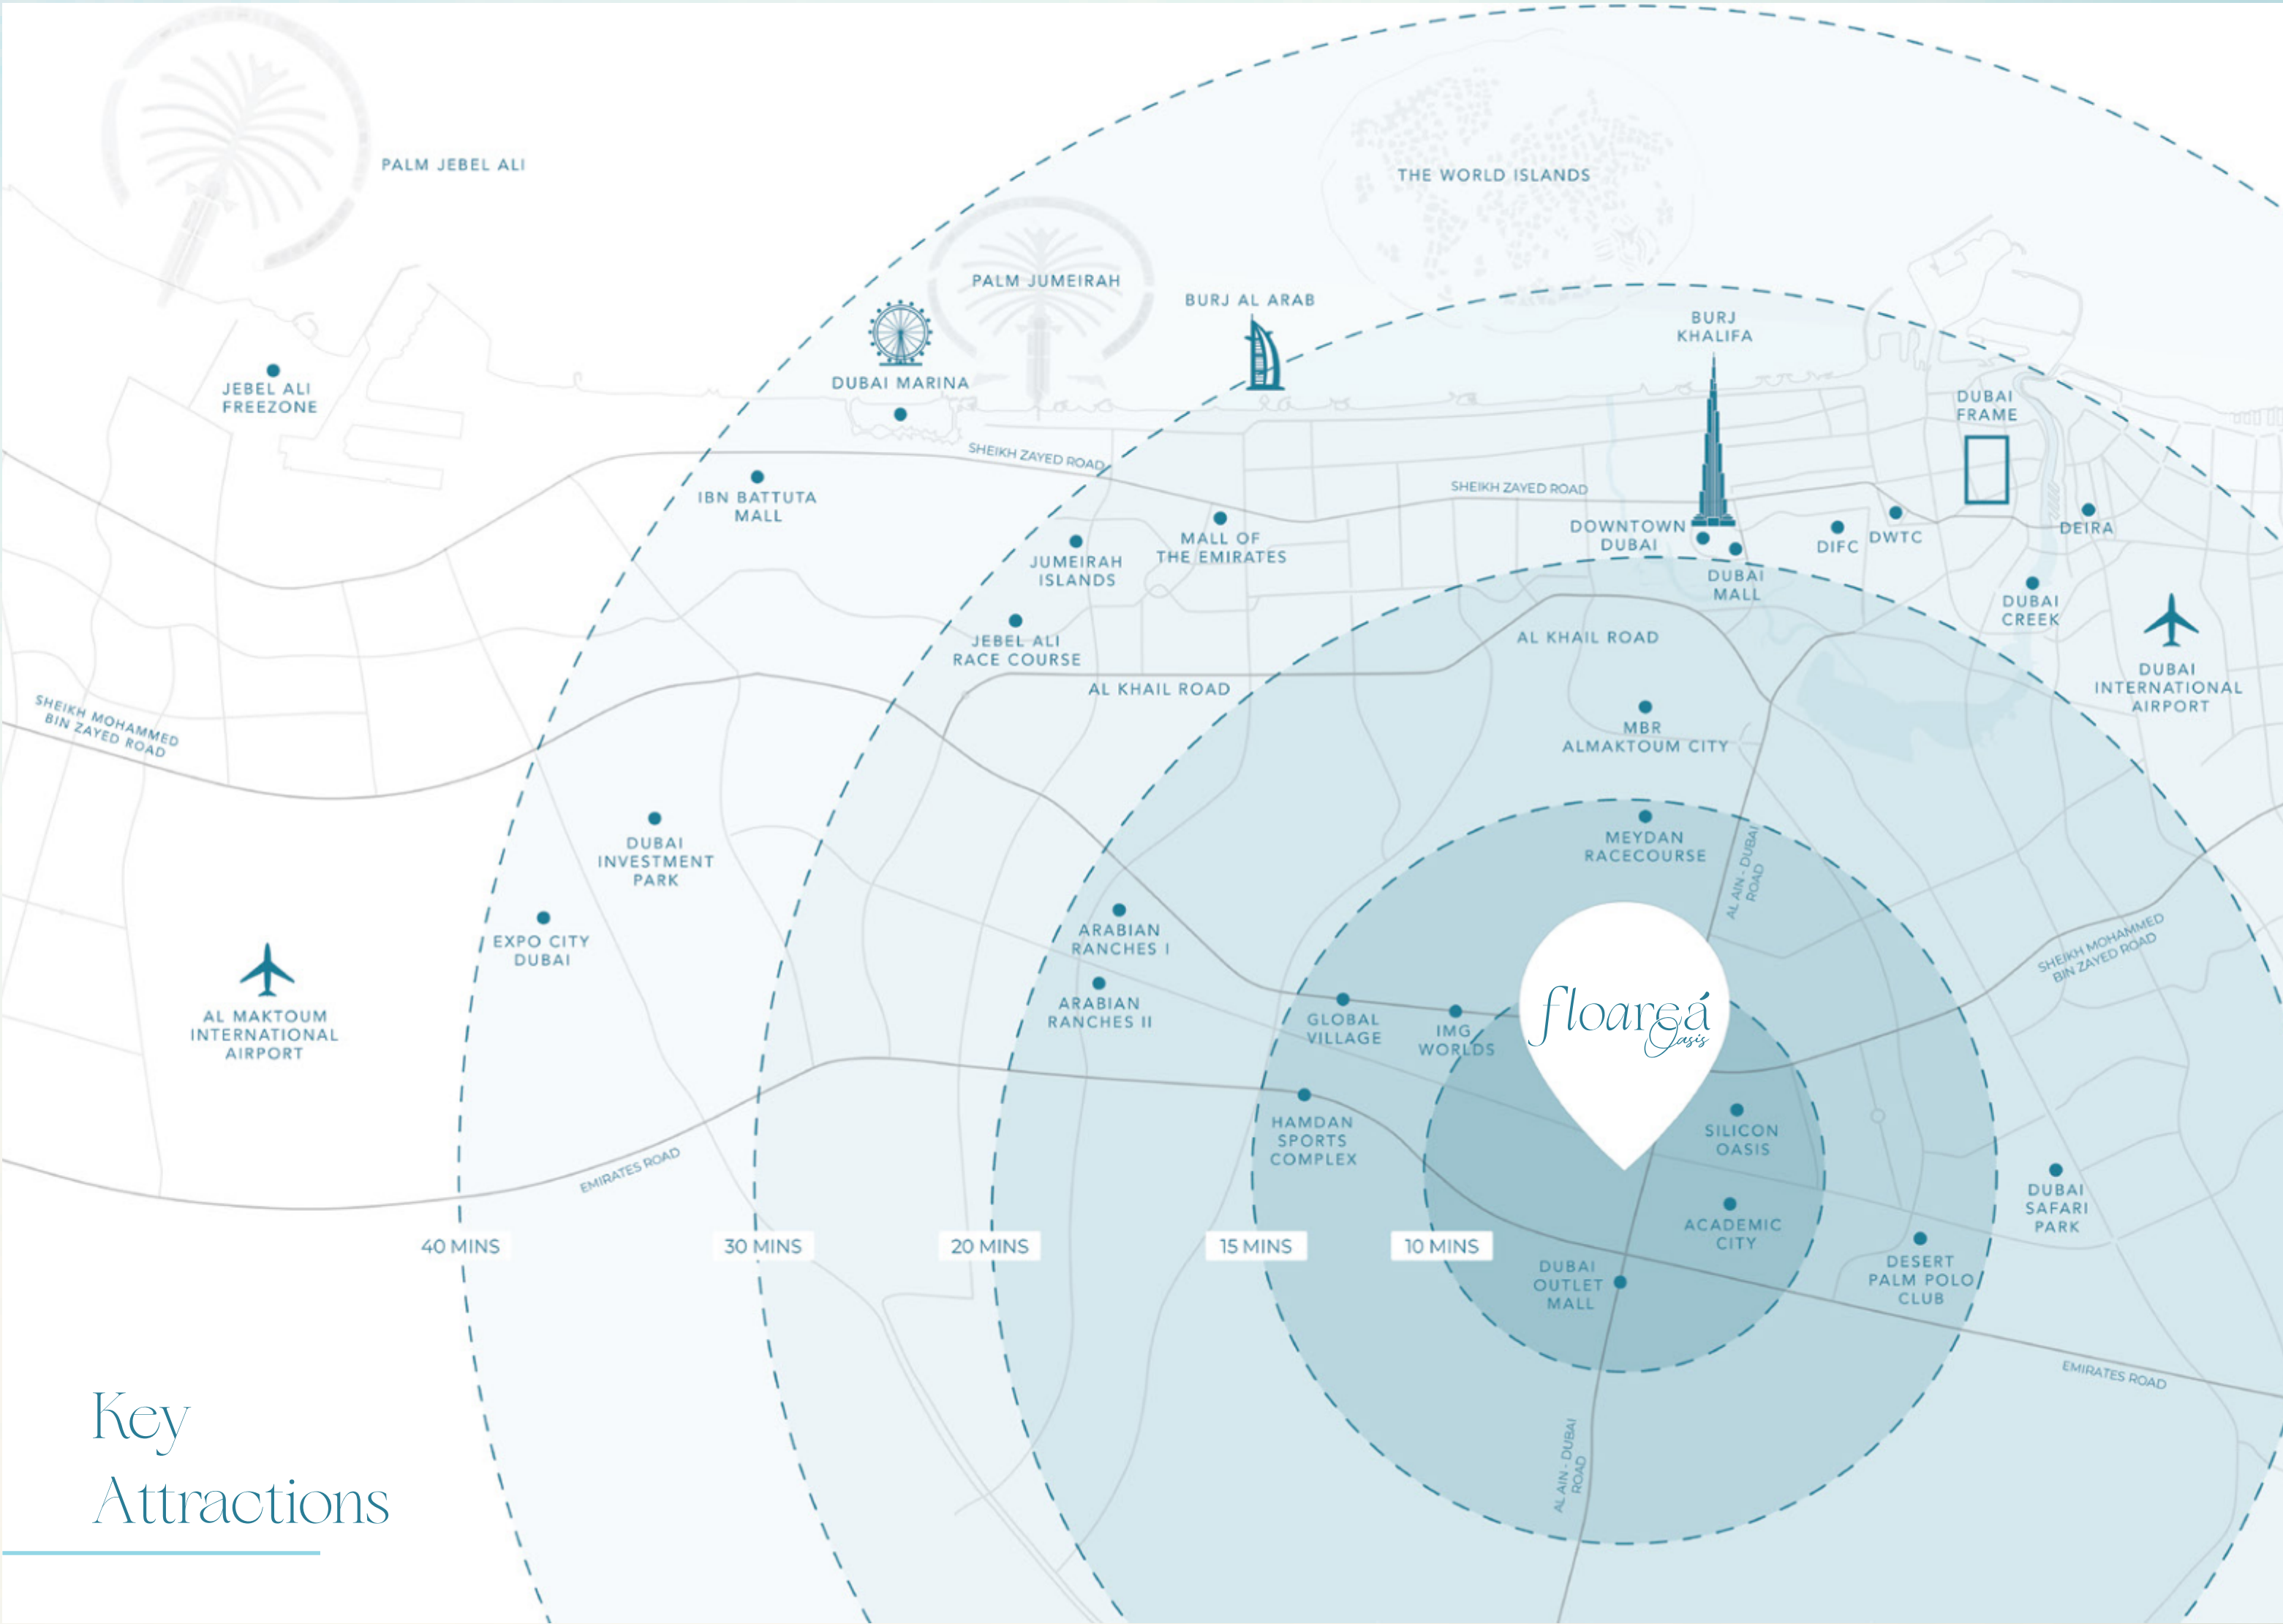 PALM JEBEL ALI
THE WORLD ISLANDS
PALM JUMEIRAH
BURJ AL ARAB
BURJ
KHALIFA
JEBEL ALI
FREEZONE
DUBAI MARINA
DUBAI
FRAME
SHEIKH ZAYED ROAD
SHEIKH ZAYED ROAD
IBN BATTUTA
MALL
DOWNTOWN
DUBAI
DIFC
DWTC
DEIRA
JUMEIRAH
ISLANDS
MALL OF
THE EMIRATES
DUBAI
MALL
DUBAI
CREEK
JEBEL ALI
RACE COURSE
AL KHAIL ROAD
AL KHAIL ROAD
DUBAI
INTERNATIONAL
AIRPORT
SHEIKH MOHAMMED
BIN ZAYED ROAD
MBR
ALMAKTOUM CITY
DUBAI
INVESTMENT
PARK
MEYDAN
RACECOURSE
AL AIN - DUBAI
ROAD
EXPO CITY
DUBAI
ARABIAN
RANCHES I
ARABIAN
RANCHES II
SHEIKH MOHAMMED
BIN ZAYED ROAD
AL MAKTOUM
INTERNATIONAL
AIRPORT
GLOBAL
VILLAGE
IMG
WORLDS
floareá
Oasis
HAMDAN
SPORTS
COMPLEX
SILICON
OASIS
EMIRATES ROAD
DUBAI
SAFARI
PARK
ACADEMIC
CITY
40 MINS
30 MINS
20 MINS
15 MINS
10 MINS
DUBAI
OUTLET
MALL
DESERT
PALM POLO
CLUB
EMIRATES ROAD
AL AIN - DUBAI
ROAD
Key
Attractions